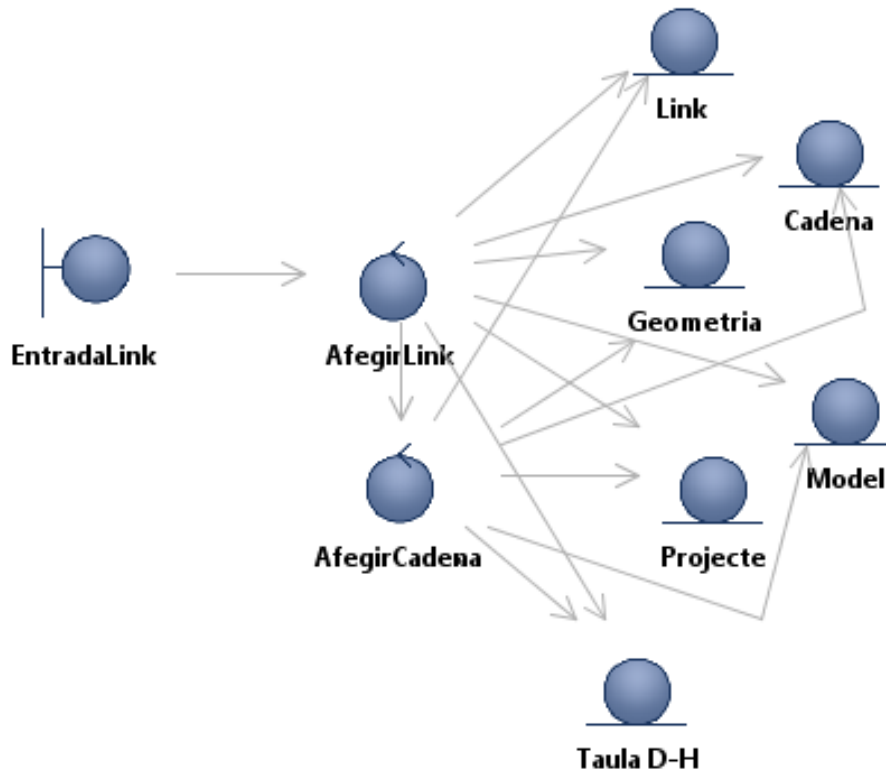 Link
Cadena
Geometria
EntradaLink
AfegirLink
Model
AfegirCadena
Projecte
Taula D-H